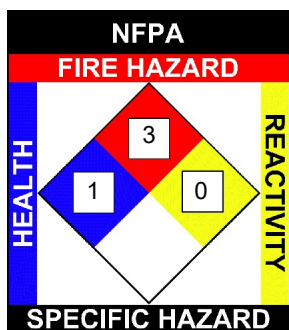 NFPA
FIRE HAZARD
3
HEALTH
1
0
REACTIVITY
SPECIFIC HAZARD